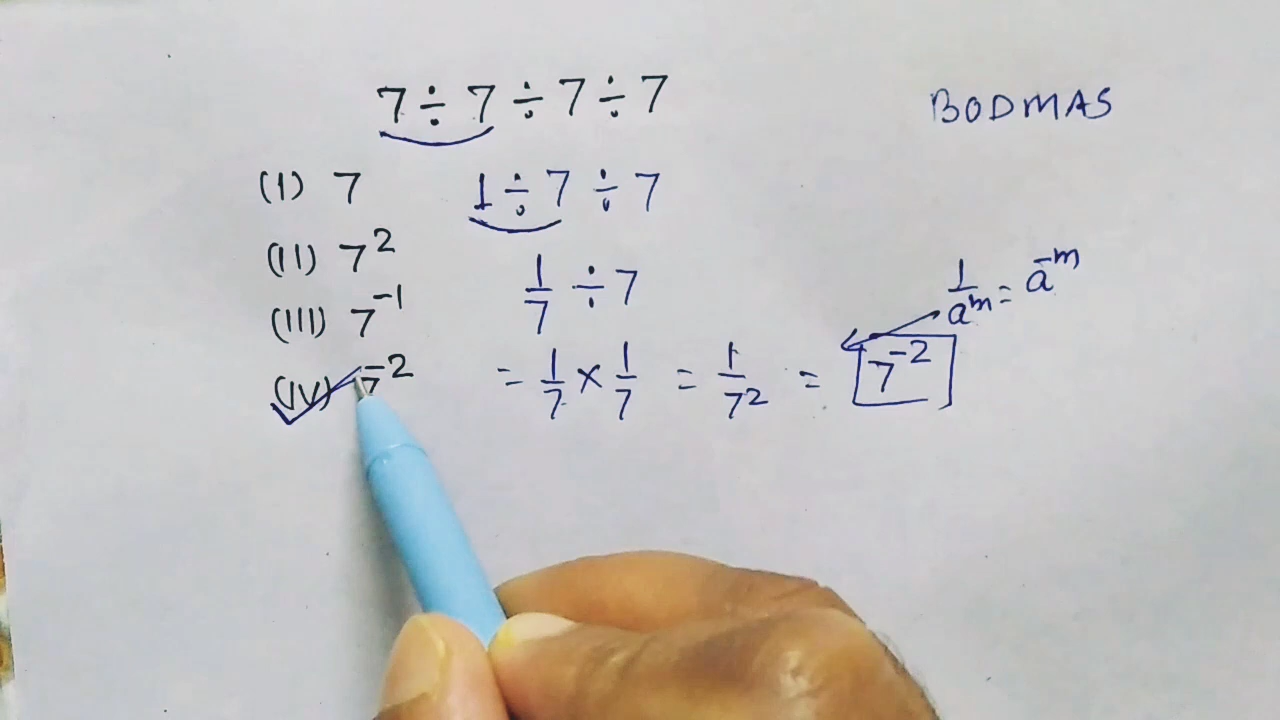 7 ÷ 7 ÷ 7 ÷ 7
BODMAS
(I) 7
1 ÷ 7 ÷ 7
(II) 7²
1/7 ÷ 7
1/aᵐ = a⁻ᵐ
(III) 7⁻¹
(IV) 7⁻²
= 1/7 × 1/7 = 1/7² = 7⁻²